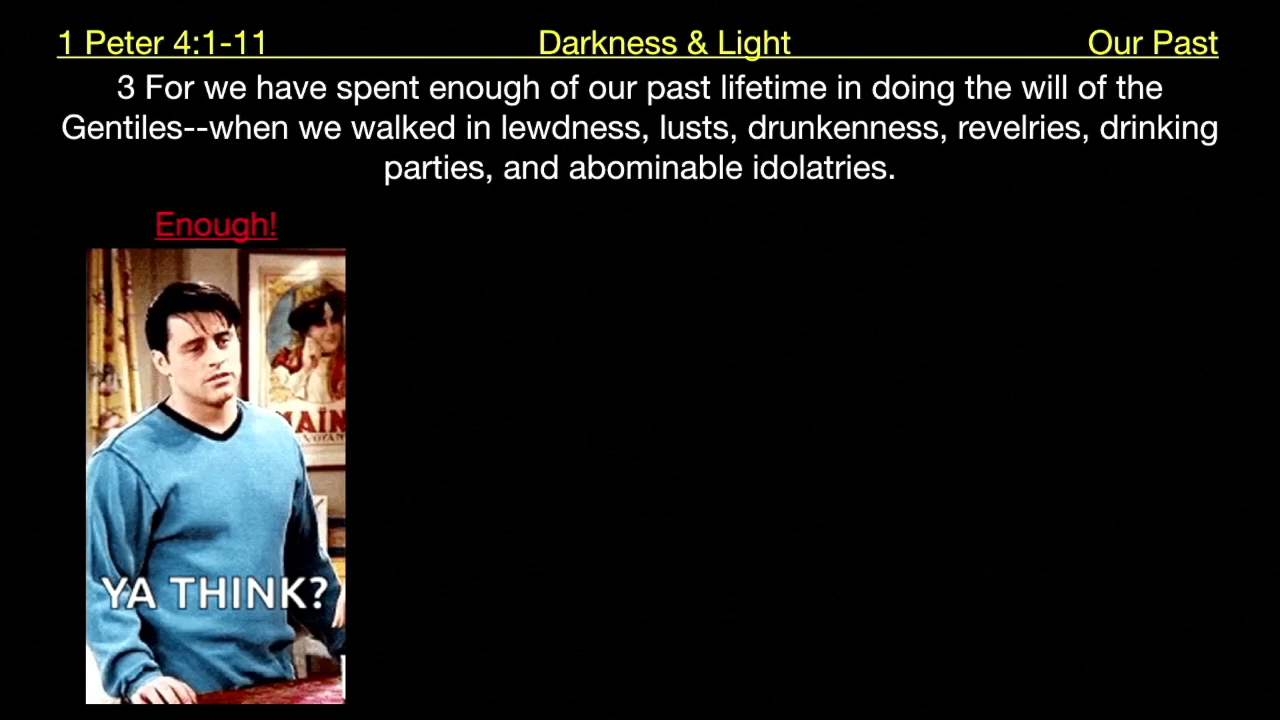 1 Peter 4:1-11 Darkness & Light Our Past
3 For we have spent enough of our past lifetime in doing the will of the
Gentiles--when we walked in lewdness, lusts, drunkenness, revelries, drinking
parties, and abominable idolatries.
Enough!
MAIN
YA THINK?